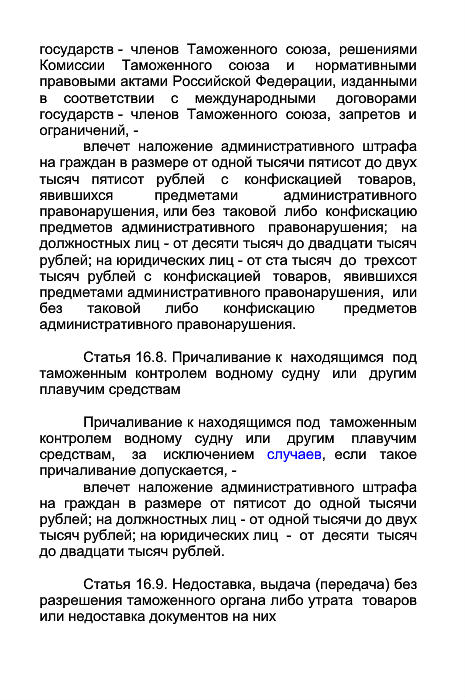 государств - членов Таможенного союза, решениями
Комиссии Таможенного союза и нормативными
правовыми актами Российской Федерации, изданными
в соответствии с международными договорами
государств - членов Таможенного союза, запретов и
ограничений, -
влечет наложение административного штрафа
на граждан в размере от одной тысячи пятисот до двух
тысяч пятисот рублей с конфискацией товаров,
явившихся предметами административного
правонарушения, или без таковой либо конфискацию
предметов административного правонарушения; на
должностных лиц - от десяти тысяч до двадцати тысяч
рублей; на юридических лиц - от ста тысяч до трехсот
тысяч рублей с конфискацией товаров, явившихся
предметами административного правонарушения, или
без таковой либо конфискацию предметов
административного правонарушения.
Статья 16.8. Причаливание к находящимся под
таможенным контролем водному судну или другим
плавучим средствам
Причаливание к находящимся под таможенным
контролем водному судну или другим плавучим
средствам, за исключением случаев, если такое
причаливание допускается, -
влечет наложение административного штрафа
на граждан в размере от пятисот до одной тысячи
рублей; на должностных лиц - от одной тысячи до двух
тысяч рублей; на юридических лиц - от десяти тысяч
до двадцати тысяч рублей.
Статья 16.9. Недоставка, выдача (передача) без
разрешения таможенного органа либо утрата товаров
или недоставка документов на них